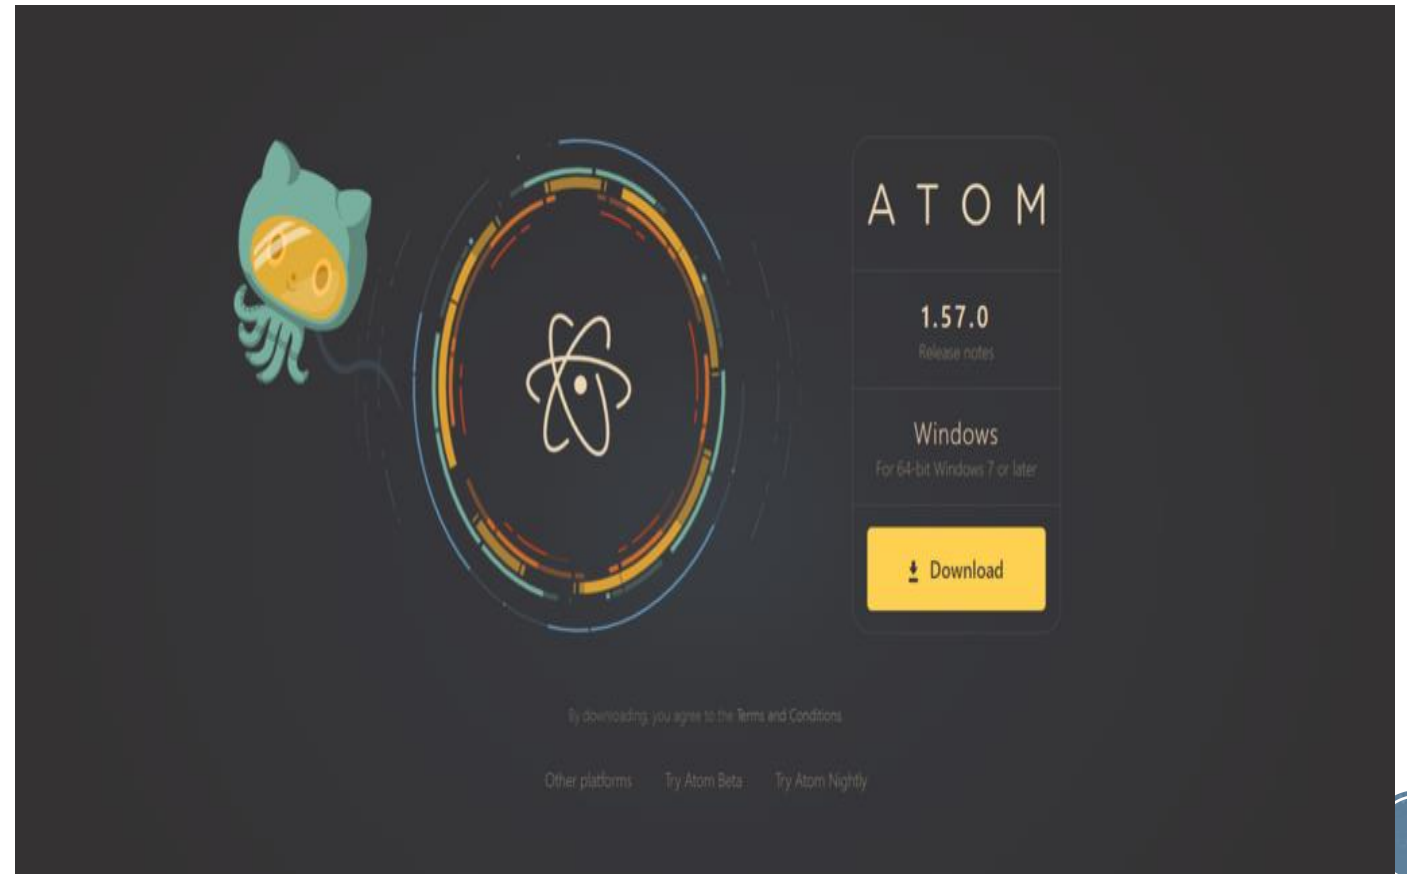 ATOM
1.57.0
Release notes
Windows
For 64-bit Windows 7 or later
Download
By downloading, you agree to the Terms and Conditions
Other platforms Try Atom Beta Try Atom Nightly